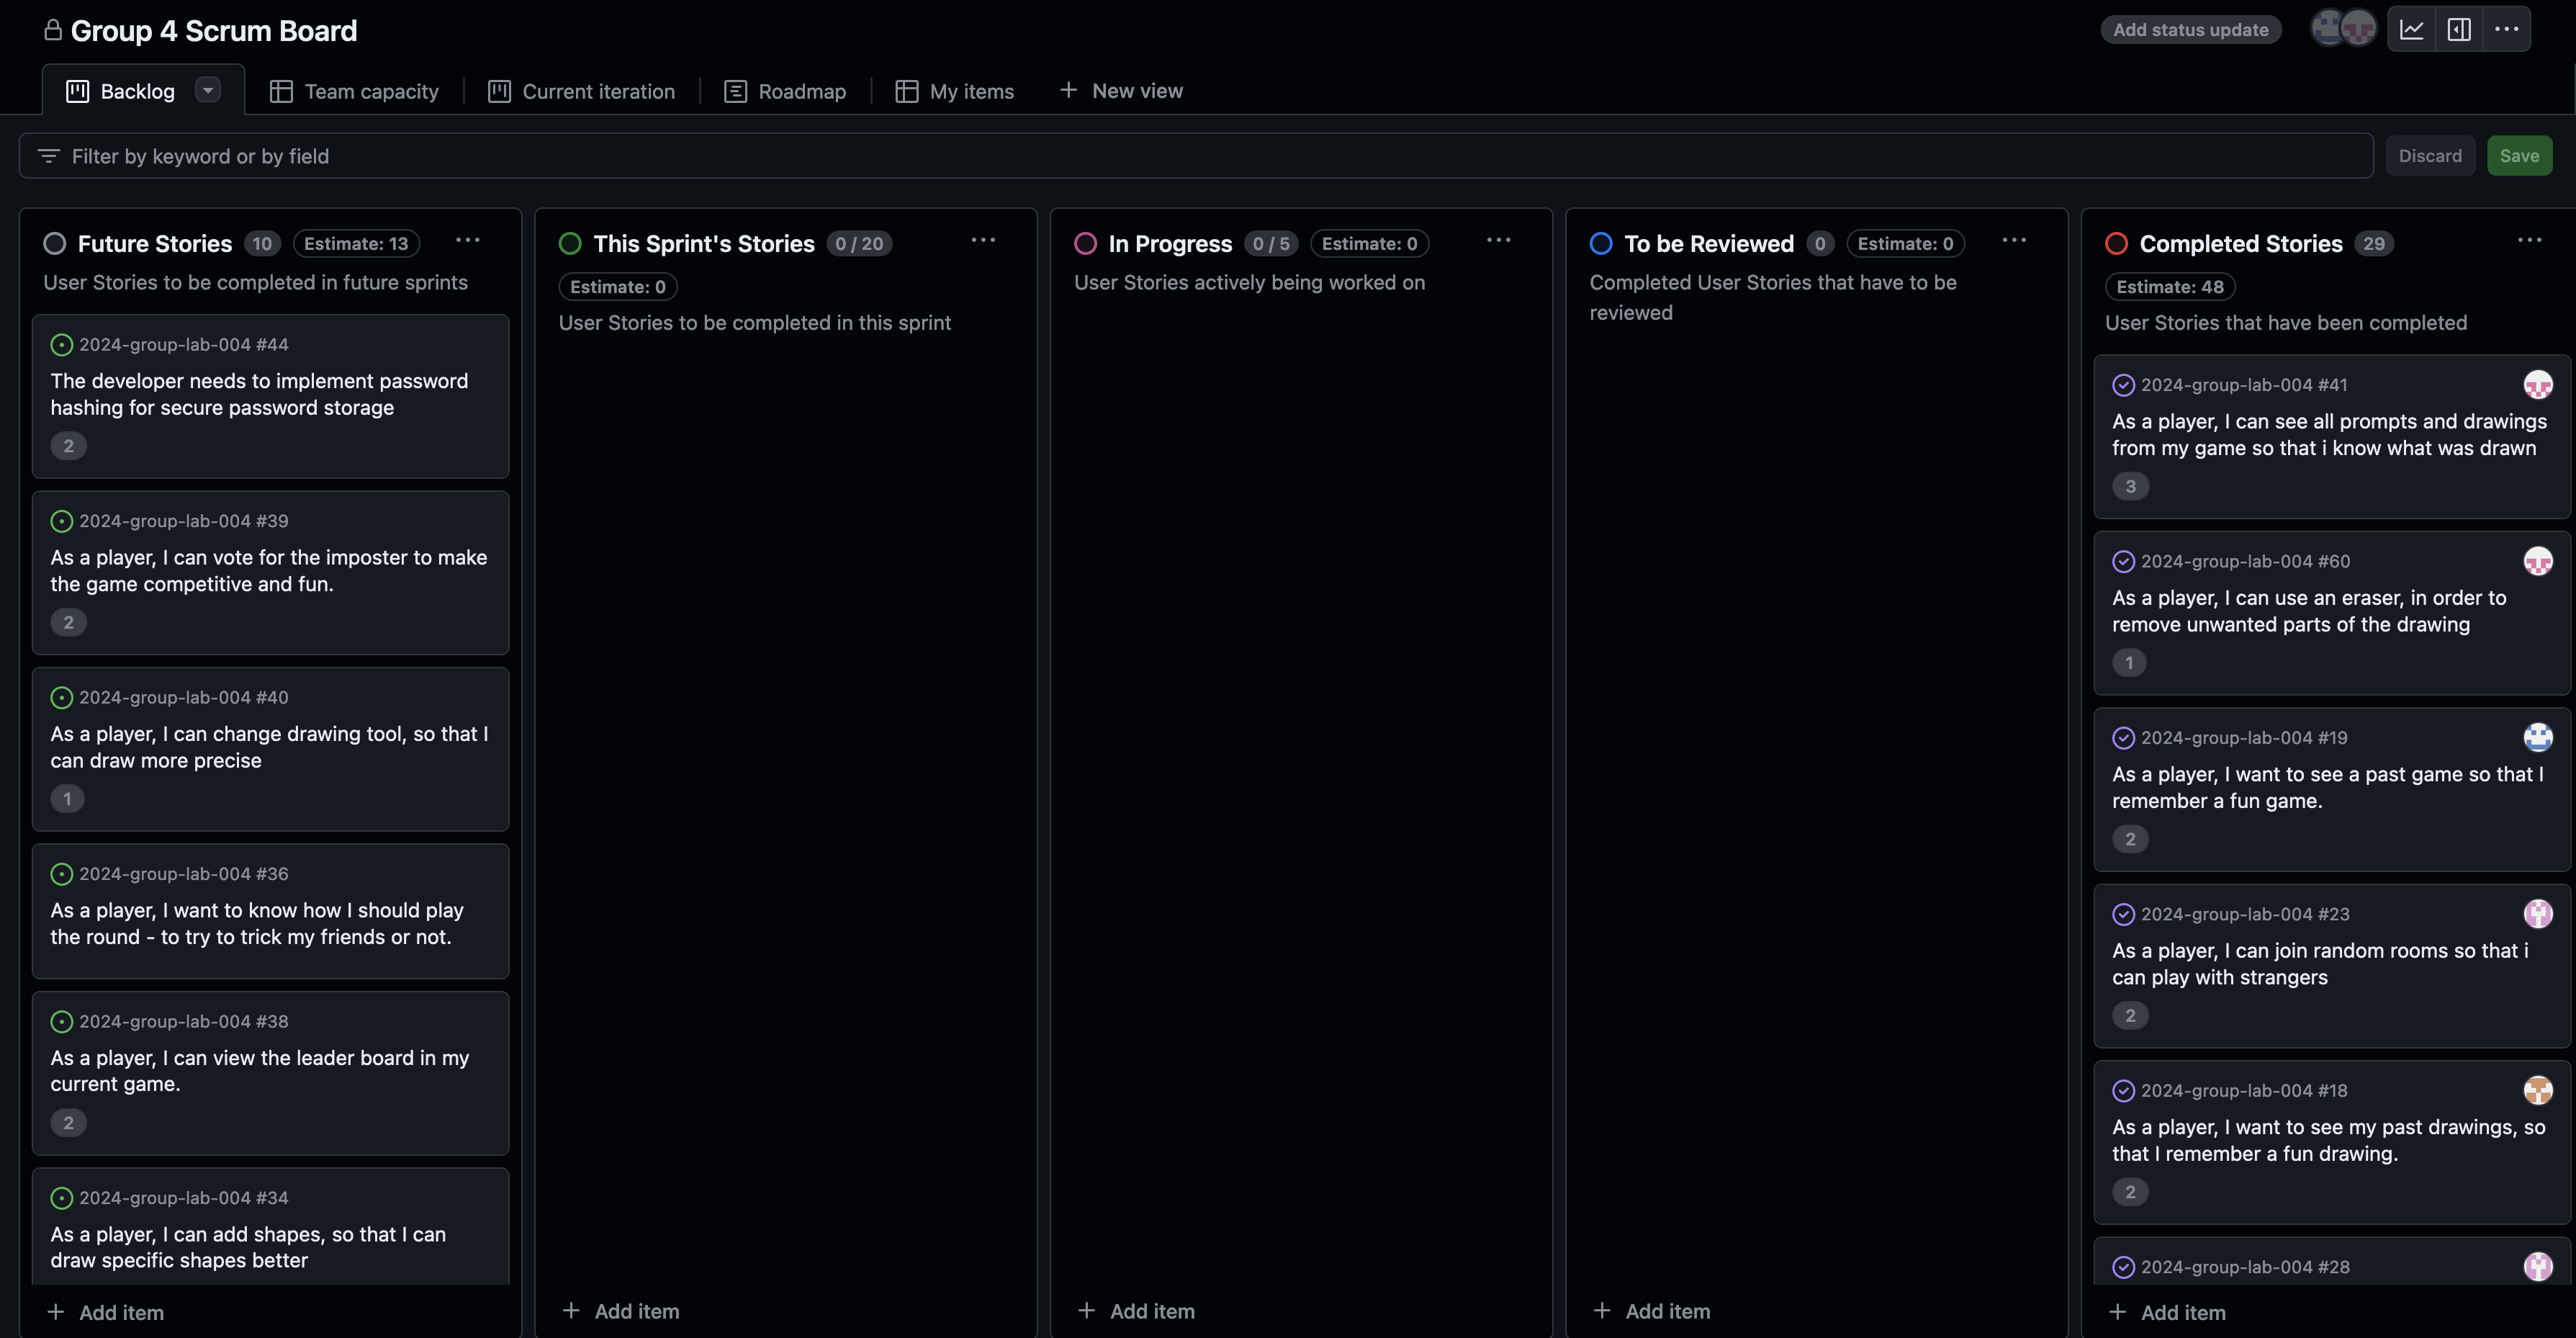 Group 4 Scrum Board
Add status update
Backlog
Team capacity
Current iteration
Roadmap
My items
+ New view
Filter by keyword or by field
Discard
Save
Future Stories 10 Estimate: 13 ...
User Stories to be completed in future sprints
2024-group-lab-004 #44
The developer needs to implement password
hashing for secure password storage
2
2024-group-lab-004 #39
As a player, I can vote for the imposter to make
the game competitive and fun.
2
2024-group-lab-004 #40
As a player, I can change drawing tool, so that I
can draw more precise
1
2024-group-lab-004 #36
As a player, I want to know how I should play
the round - to try to trick my friends or not.
2024-group-lab-004 #38
As a player, I can view the leader board in my
current game.
2
2024-group-lab-004 #34
As a player, I can add shapes, so that I can
draw specific shapes better
+ Add item
This Sprint's Stories 0 / 20 ...
Estimate: 0
User Stories to be completed in this sprint
+ Add item
In Progress 0 / 5 Estimate: 0 ...
User Stories actively being worked on
+ Add item
To be Reviewed 0 Estimate: 0 ...
Completed User Stories that have to be
reviewed
+ Add item
Completed Stories 29 ...
Estimate: 48
User Stories that have been completed
2024-group-lab-004 #41
As a player, I can see all prompts and drawings
from my game so that i know what was drawn
3
2024-group-lab-004 #60
As a player, I can use an eraser, in order to
remove unwanted parts of the drawing
1
2024-group-lab-004 #19
As a player, I want to see a past game so that I
remember a fun game.
2
2024-group-lab-004 #23
As a player, I can join random rooms so that i
can play with strangers
2
2024-group-lab-004 #18
As a player, I want to see my past drawings, so
that I remember a fun drawing.
2
2024-group-lab-004 #28
+ Add item